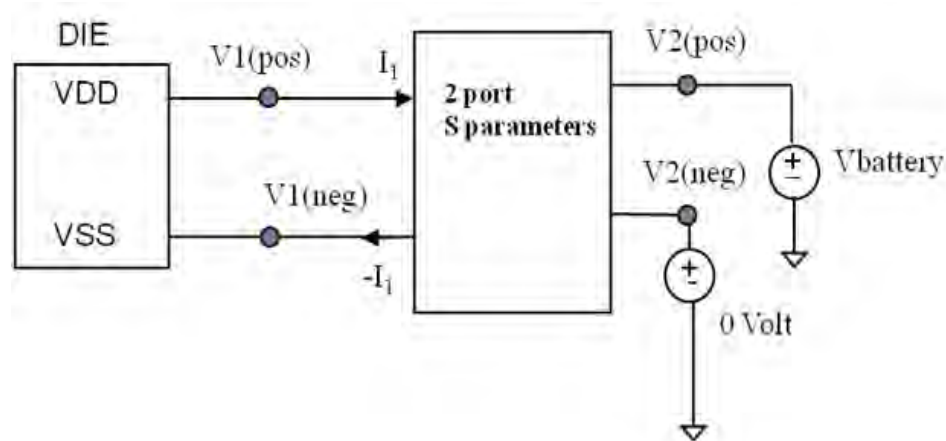 DIE
VDD
VSS
V1(pos)
I1
V1(neg)
-I1
2 port
S parameters
V2(pos)
V2(neg)
+
-
Vbattery
+
-
0 Volt